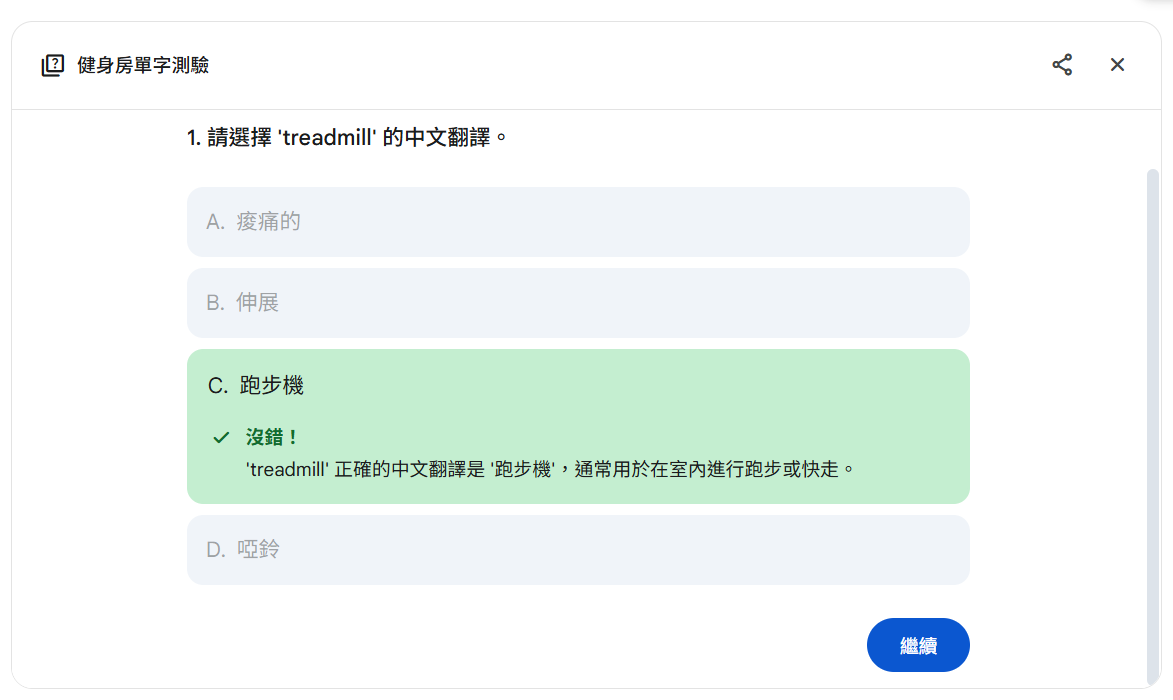 健身房單字測驗
1. 請選擇 'treadmill' 的中文翻譯。
A. 痠痛的
B. 伸展
C. 跑步機
沒錯！
'treadmill' 正確的中文翻譯是 '跑步機'，通常用於在室內進行跑步或快走。
D. 啞鈴
繼續